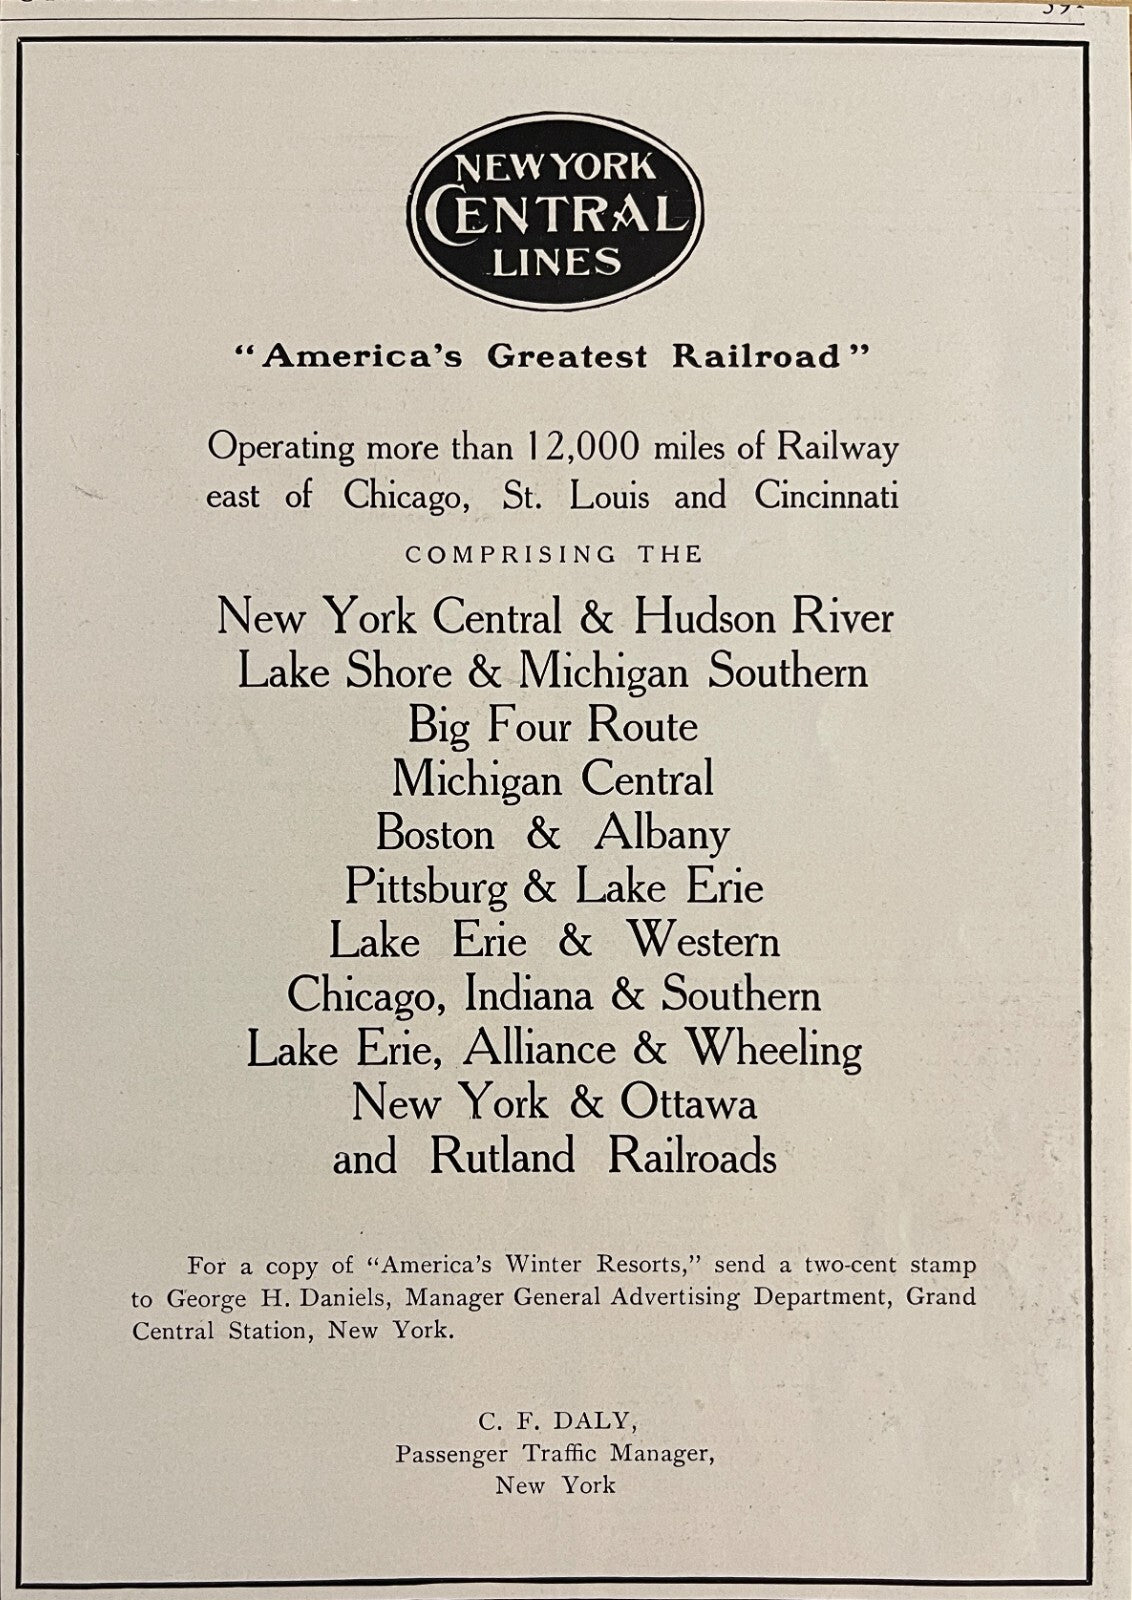 NEW YORK
CENTRAL
LINES
"America's Greatest Railroad"
Operating more than 12,000 miles of Railway
east of Chicago, St. Louis and Cincinnati
COMPRISING THE
New York Central & Hudson River
Lake Shore & Michigan Southern
Big Four Route
Michigan Central
Boston & Albany
Pittsburg & Lake Erie
Lake Erie & Western
Chicago, Indiana & Southern
Lake Erie, Alliance & Wheeling
New York & Ottawa
and Rutland Railroads
For a copy of "America's Winter Resorts," send a two-cent stamp
to George H. Daniels, Manager General Advertising Department, Grand
Central Station, New York.
C. F. DALY,
Passenger Traffic Manager,
New York